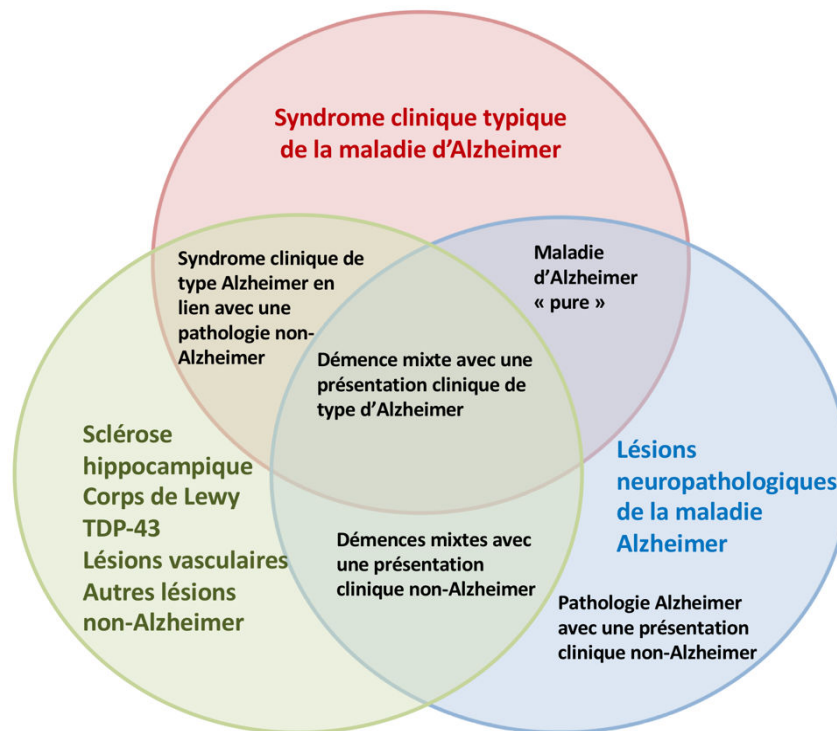 Syndrome clinique typique
de la maladie d'Alzheimer
Syndrome clinique de
type Alzheimer en
lien avec une
pathologie non-
Alzheimer
Maladie
d'Alzheimer
« pure »
Démence mixte avec une
présentation clinique de
type d'Alzheimer
Sclérose
hippocampique
Corps de Lewy
TDP-43
Lésions vasculaires
Autres lésions
non-Alzheimer
Lésions
neuropathologiques
de la maladie
Alzheimer
Démences mixtes avec
une présentation
clinique non-Alzheimer
Pathologie Alzheimer
avec une présentation
clinique non-Alzheimer